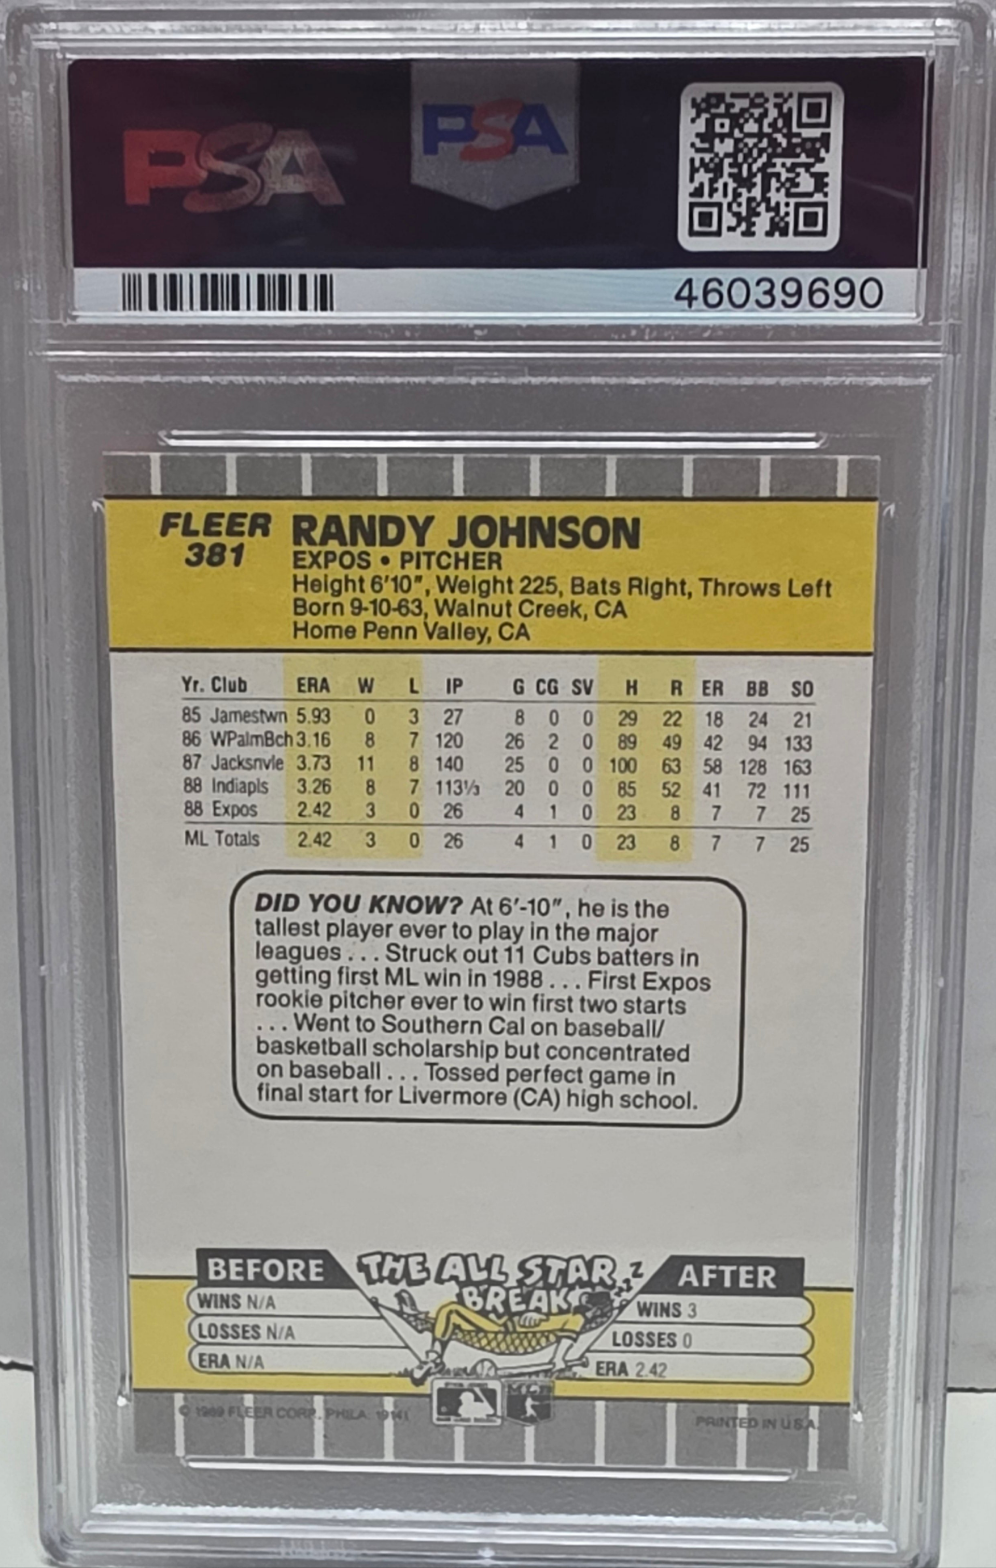 PSA PSA
46039690
FLEER RANDY JOHNSON
381
EXPOS • PITCHER
Height 6'10", Weight 225, Bats Right, Throws Left
Born 9-10-63, Walnut Creek, CA
Home Penn Valley, CA
Yr. Club ERA W L IP G CG SV H R ER BB SO
85 Jamestwn 5.93 0 3 27 8 0 0 29 22 18 24 21
86 WPalmBch 3.16 8 7 120 26 2 0 89 49 42 94 133
87 Jacksnvle 3.73 11 8 140 25 0 0 100 63 58 128 163
88 Indiapls 3.26 8 7 113⅓ 20 0 0 85 52 41 72 111
88 Expos 2.42 3 0 26 4 1 0 23 8 7 7 25
ML Totals 2.42 3 0 26 4 1 0 23 8 7 7 25
DID YOU KNOW? At 6'-10", he is the
tallest player ever to play in the major
leagues . . . Struck out 11 Cubs batters in
getting first ML win in 1988 . . . First Expos
rookie pitcher ever to win first two starts
. . . Went to Southern Cal on baseball/
basketball scholarship but concentrated
on baseball . . . Tossed perfect game in
final start for Livermore (CA) high school.
BEFORE THE ALL STAR AFTER
BREAK
WINS N/A WINS 3
LOSSES N/A LOSSES 0
ERA N/A ERA 2.42
© 1989 FLEER CORP., PHILA. 19141 PRINTED IN U.S.A.